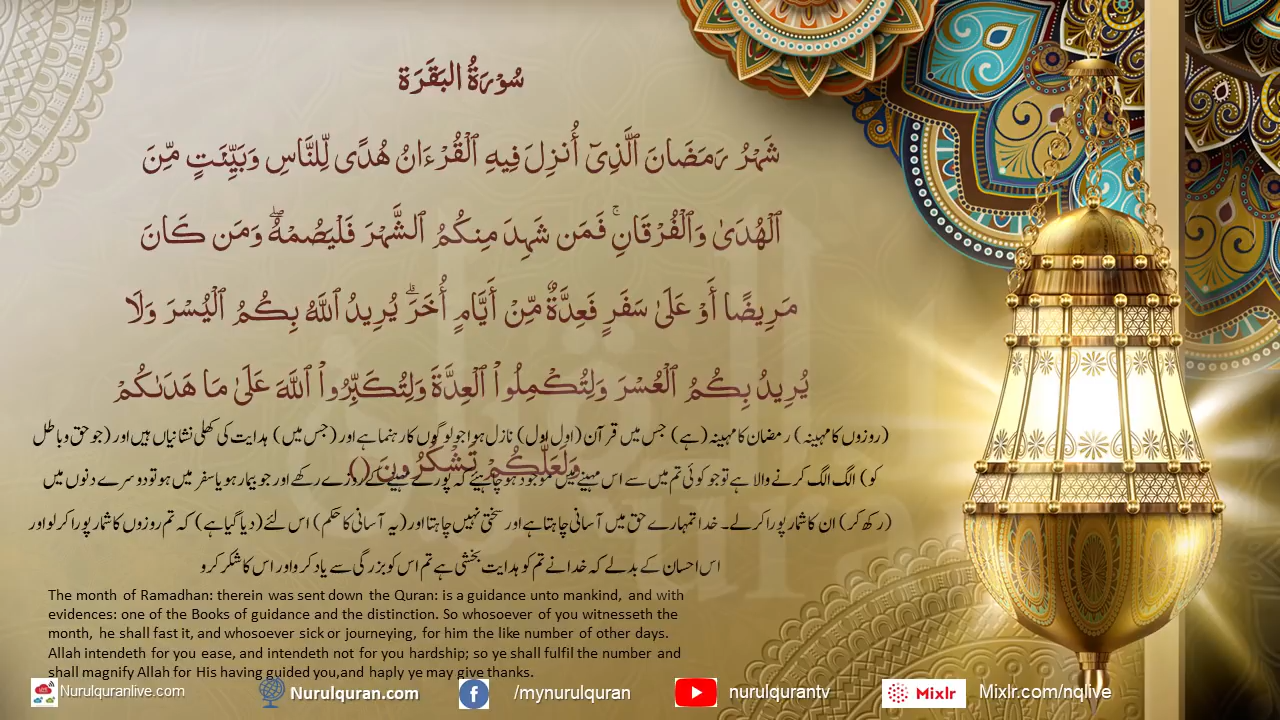 سُوۡرَةُ البَقَرَة
شَهۡرُ رَمَضَانَ ٱلَّذِىٓ أُنزِلَ فِيهِ ٱلۡقُرۡءَانُ هُدًى لِّلنَّاسِ وَبَيِّنَـٰتٍ مِّنَ
ٱلۡهُدَىٰ وَٱلۡفُرۡقَانِ‌ۚ فَمَن شَہِدَ مِنكُمُ ٱلشَّہۡرَ فَلۡيَصُمۡهُ‌ۖ وَمَن ڪَانَ
مَرِيضًا أَوۡ عَلَىٰ سَفَرٍ فَعِدَّةٌ مِّنۡ أَيَّامٍ أُخَرَ‌ۗ يُرِيدُ ٱللَّهُ بِڪُمُ ٱلۡيُسۡرَ وَلَا
يُرِيدُ بِڪُمُ ٱلۡعُسۡرَ وَلِتُڪۡمِلُواْ ٱلۡعِدَّةَ وَلِتُڪَبِّرُواْ ٱللَّهَ عَلَىٰ مَا هَدَٮٰكُمۡ
وَلَعَلَّڪُمۡ تَشۡكُرُونَ ()
(روزوں کا مہینہ) رمضان کا مہینہ (ہے) جس میں قرآن (اول اول) نازل ہوا جو لوگوں کا رہنما ہے اور (جس میں) ہدایت کی کھلی نشانیاں ہیں اور (جو حق و باطل
کو) الگ الگ کرنے والا ہے تو جو کوئی تم میں سے اس مہینے میں موجود ہو چاہیئے کہ پورے مہینے کے روزے رکھے اور جو بیمار ہو یا سفر میں ہو تو دوسرے دنوں میں
(رکھ کر) ان کا شمار پورا کرلے۔ خدا تمہارے حق میں آسانی چاہتا ہے اور سختی نہیں چاہتا اور (یہ آسانی کا حکم) اس لئے (دیا گیا ہے) کہ تم روزوں کا شمار پورا کرلو اور
اس احسان کے بدلے کہ خدا نے تم کو ہدایت بخشی ہے تم اس کو بزرگی سے یاد کرو اور اس کا شکر کرو
The month of Ramadhan: therein was sent down the Quran: is a guidance unto mankind, and with
evidences: one of the Books of guidance and the distinction. So whosoever of you witnesseth the
month, he shall fast it, and whosoever sick or journeying, for him the like number of other days.
Allah intendeth for you ease, and intendeth not for you hardship; so ye shall fulfil the number and
shall magnify Allah for His having guided you,and haply ye may give thanks.
Nurulquranlive.com Nurulquran.com /mynurulquran nurulqurantv Mixlr Mixlr.com/nqlive